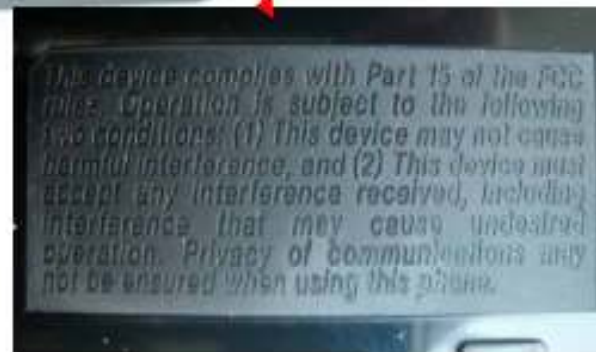 This device complies with Part 15 of the FCC
rules. Operation is subject to the following
two conditions: (1) This device may not cause
harmful interference, and (2) This device must
accept any interference received, including
interference that may cause undesired
operation. Privacy of communications may
not be ensured when using this phone.